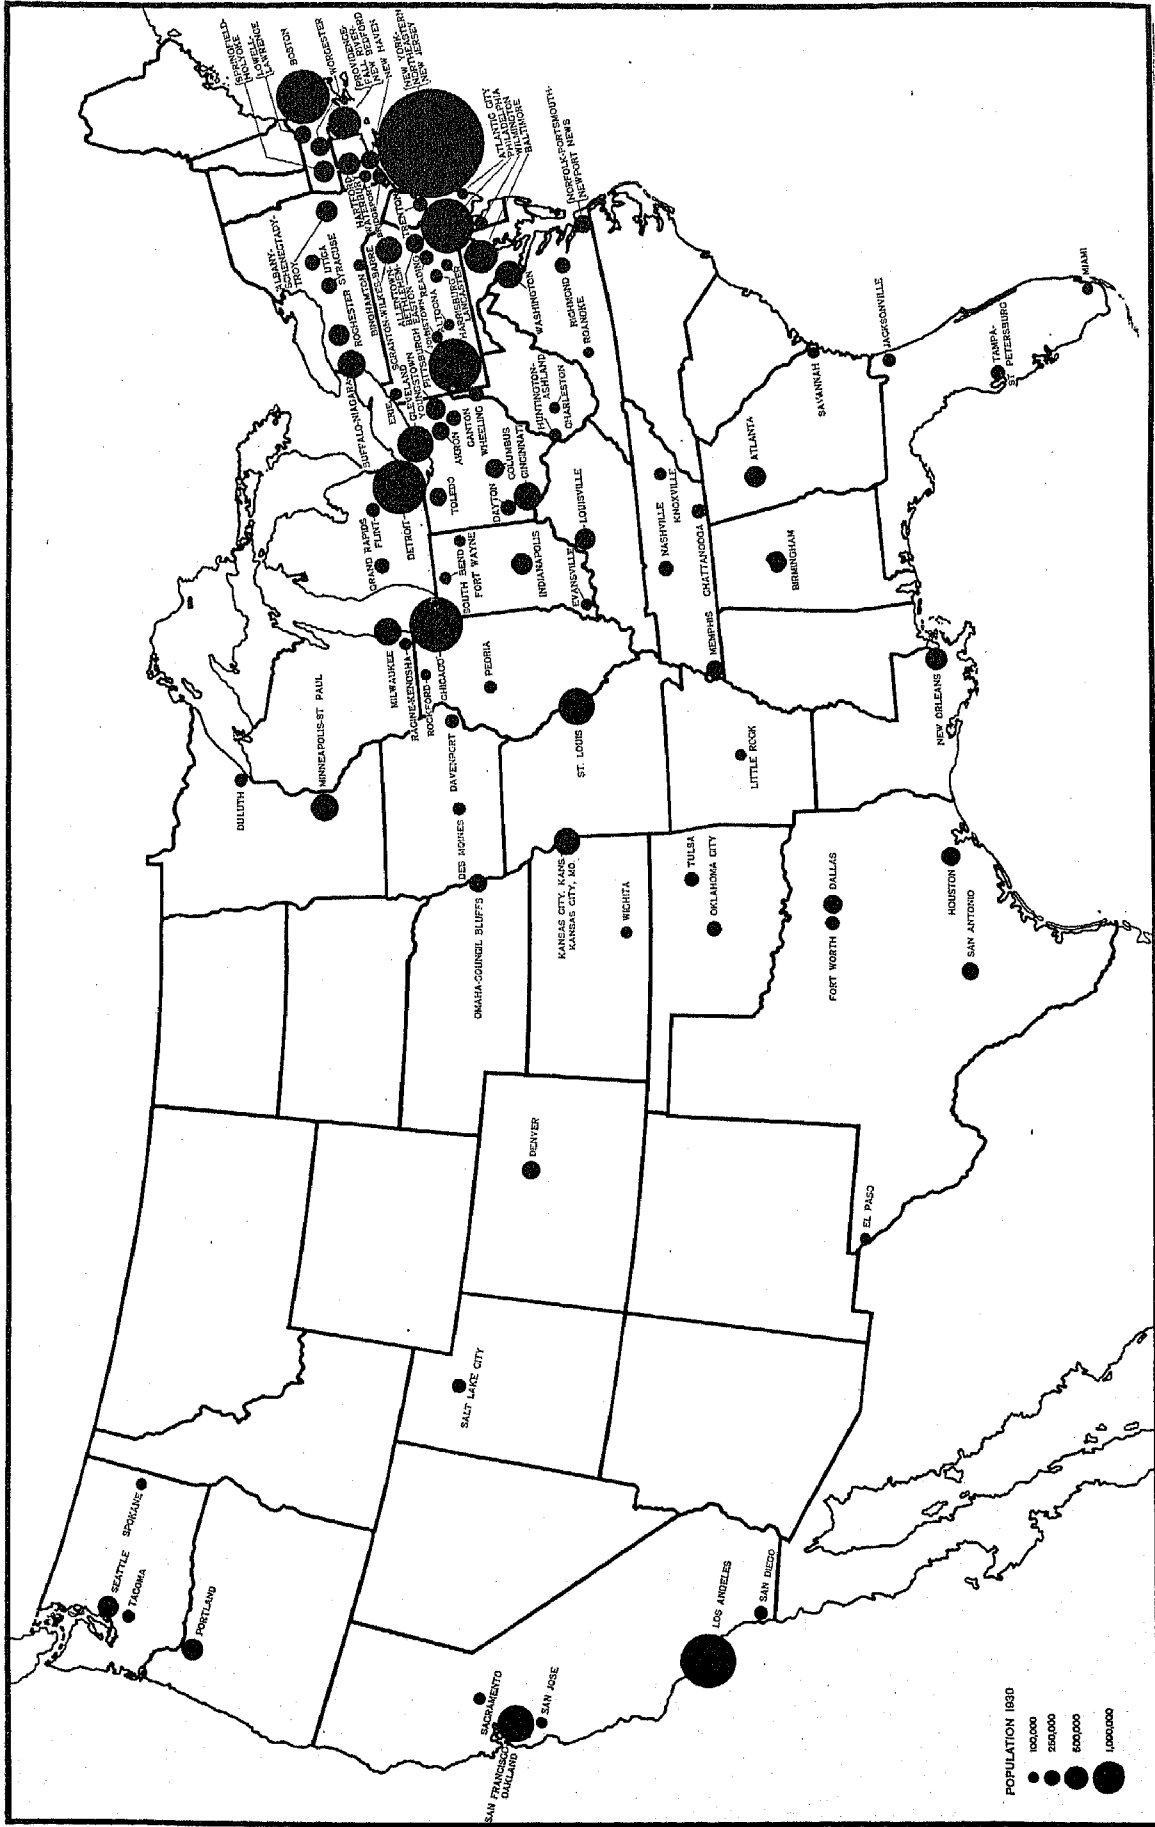 SEATTLE
SPOKANE
TACOMA
PORTLAND
SACRAMENTO
SAN FRANCISCO
OAKLAND
SAN JOSE
LOS ANGELES
SAN DIEGO
SALT LAKE CITY
DENVER
EL PASO
DULUTH
MINNEAPOLIS-ST PAUL
DES MOINES
DAVENPORT
OMAHA-COUNCIL BLUFFS
KANSAS CITY, KANS.
KANSAS CITY, MO.
WICHITA
TULSA
OKLAHOMA CITY
FORT WORTH
DALLAS
HOUSTON
SAN ANTONIO
ST. LOUIS
LITTLE ROCK
MEMPHIS
NEW ORLEANS
MILWAUKEE
RACINE-KENOSHA
ROCKFORD
CHICAGO
PEORIA
GRAND RAPIDS
FLINT
DETROIT
SOUTH BEND
FORT WAYNE
INDIANAPOLIS
EVANSVILLE
LOUISVILLE
TOLEDO
DAYTON
COLUMBUS
CINCINNATI
CLEVELAND
YOUNGSTOWN
AKRON
CANTON
WHEELING
HUNTINGTON-
ASHLAND
CHARLESTON
NASHVILLE
KNOXVILLE
CHATTANOOGA
BIRMINGHAM
ATLANTA
SAVANNAH
JACKSONVILLE
TAMPA-
ST PETERSBURG
MIAMI
ROANOKE
RICHMOND
NORFOLK-PORTSMOUTH-
NEWPORT NEWS
WASHINGTON
BUFFALO-NIAGARA
ROCHESTER
SYRACUSE
UTICA
ALBANY-
SCHENECTADY-
TROY
BINGHAMTON
ERIE
SCRANTON-WILKES-BARRE
ALLENTOWN-
BETHLEHEM-
EASTON
PITTSBURGH
JOHNSTOWN
READING
ALTOONA
HARRISBURG
LANCASTER
TRENTON
HARTFORD
WATERBURY
BRIDGEPORT
SPRINGFIELD-
HOLYOKE
LOWELL-
LAWRENCE
BOSTON
WORCESTER
PROVIDENCE-
FALL RIVER-
NEW BEDFORD
NEW HAVEN
NEW YORK-
NORTHEASTERN
NEW JERSEY
ATLANTIC CITY
PHILADELPHIA
WILMINGTON
BALTIMORE
POPULATION 1930
100,000
250,000
500,000
1,000,000